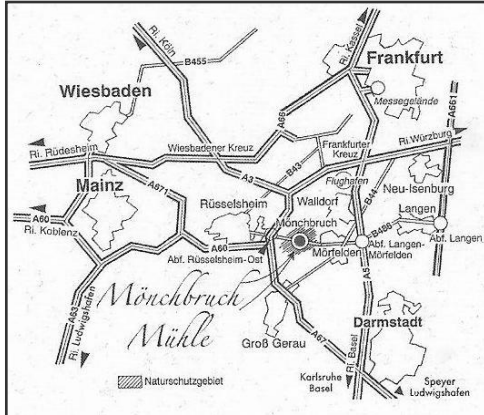 Ri. Köln
B455
Ri. Kassel
Frankfurt
Messegelände
A661
Wiesbaden
A66
Wiesbadener Kreuz
Ri. Rüdesheim
Frankfurter
Kreuz
Ri.Würzburg
B43
A3
Flughafen
B44
Neu-Isenburg
Mainz
A671
Rüsselsheim
Walldorf
Langen
Mönchbruch
B486
A60
Ri. Koblenz
A60
Mörfelden
Abf. Langen-
Mörfelden
Abf. Langen
Abf. Rüsselsheim-Ost
A5
Mönchbruch
Mühle
A63
Ri. Ludwigshafen
Groß Gerau
A67
Darmstadt
Ri. Basel
Naturschutzgebiet
Karlsruhe
Basel
Speyer
Ludwigshafen